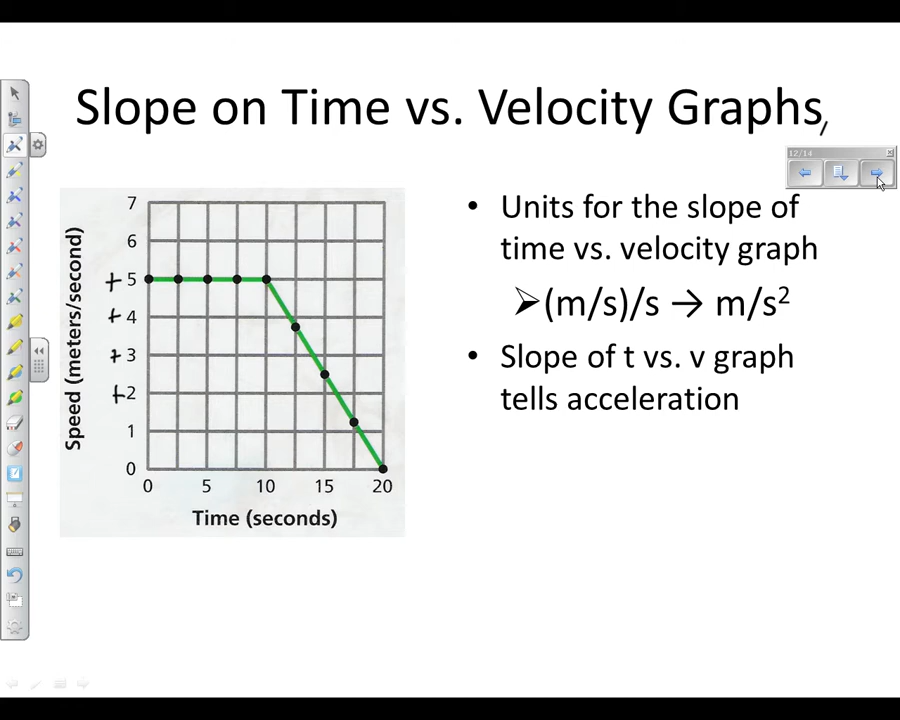 Slope on Time vs. Velocity Graphs,
12/14
7
6
+5
+4
+3
+2
1
0
Speed (meters/second)
0 5 10 15 20
Time (seconds)
• Units for the slope of
time vs. velocity graph
➢(m/s)/s → m/s²
• Slope of t vs. v graph
tells acceleration